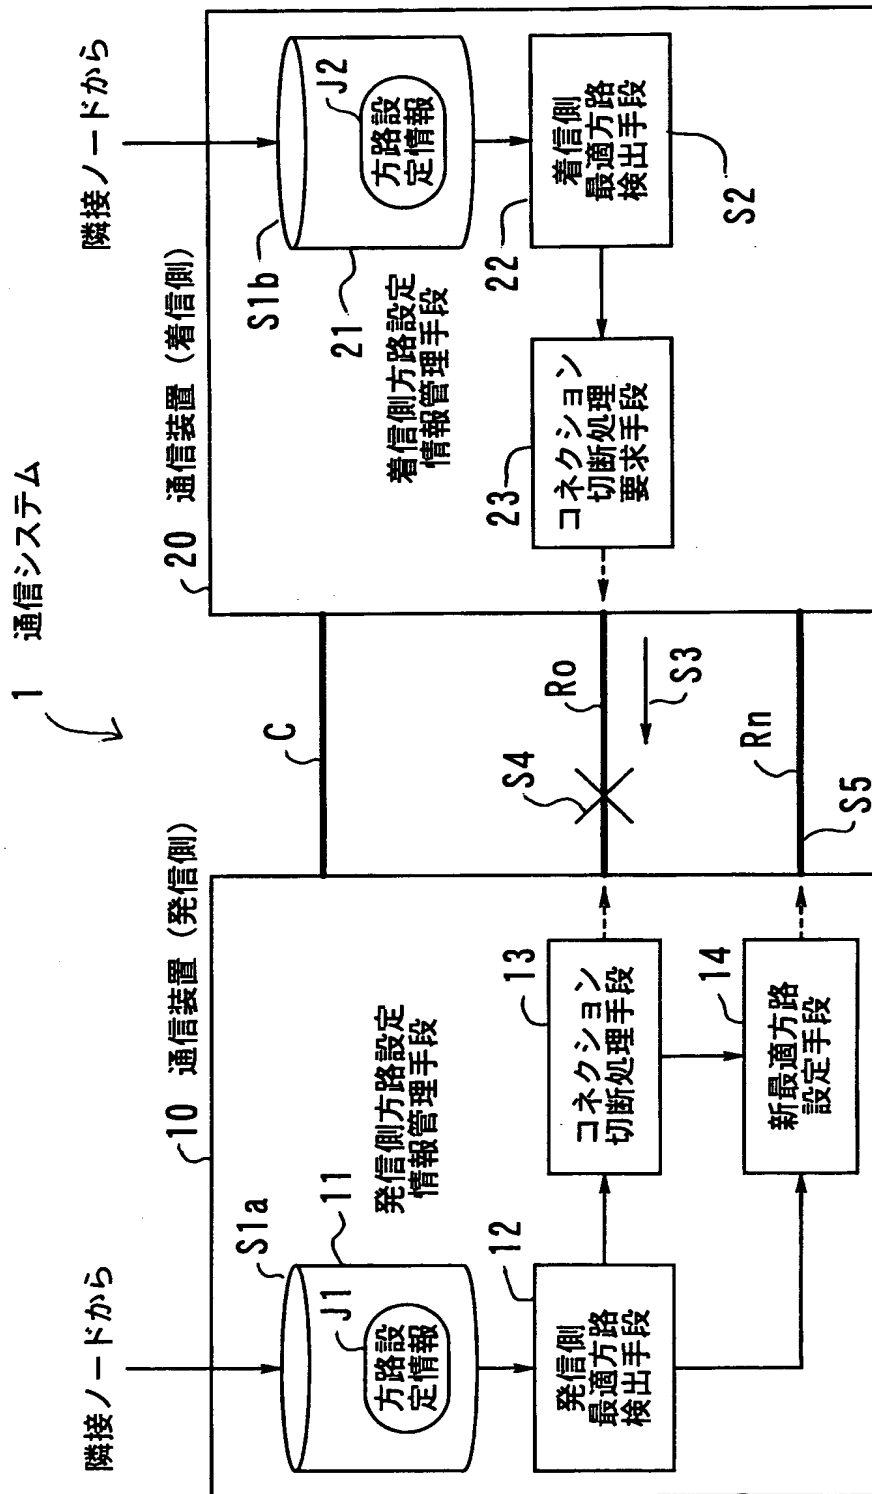 1 通信システム
10 通信装置（発信側）
隣接ノードから
S1a
11
J1
方路設
定情報
発信側方路設定
情報管理手段
12
発信側
最適方路
検出手段
13
コネクション
切断処理手段
14
新最適方路
設定手段
C
S4
Ro
S3
Rn
S5
20 通信装置（着信側）
隣接ノードから
S1b
21
J2
方路設
定情報
着信側方路設定
情報管理手段
22
着信側
最適方路
検出手段
S2
23
コネクション
切断処理
要求手段